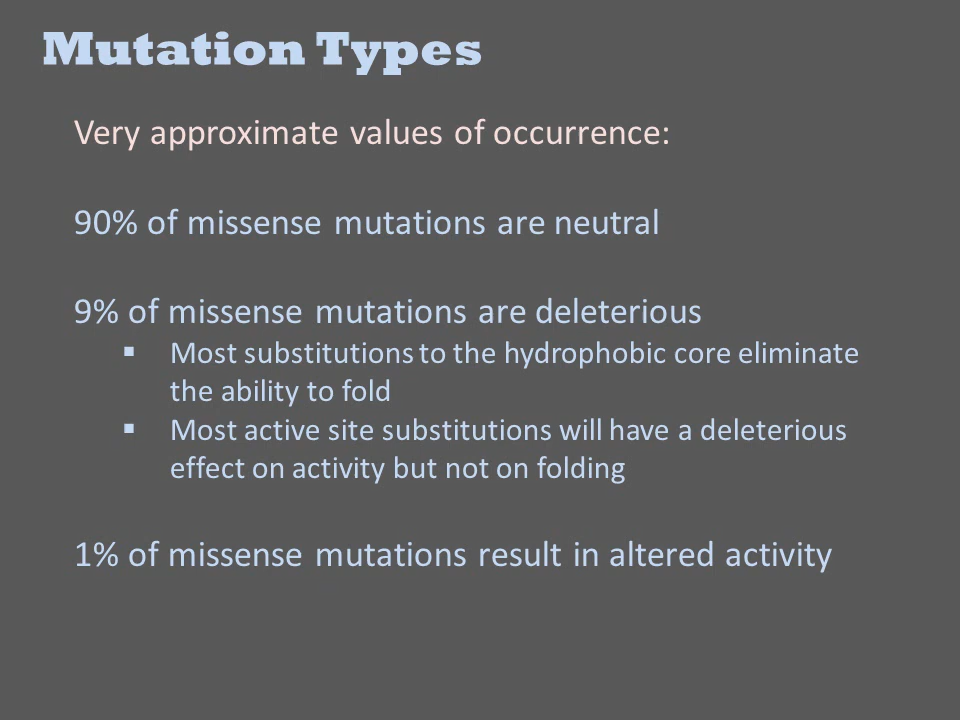 Mutation Types
Very approximate values of occurrence:
90% of missense mutations are neutral
9% of missense mutations are deleterious
▪ Most substitutions to the hydrophobic core eliminate
the ability to fold
▪ Most active site substitutions will have a deleterious
effect on activity but not on folding
1% of missense mutations result in altered activity